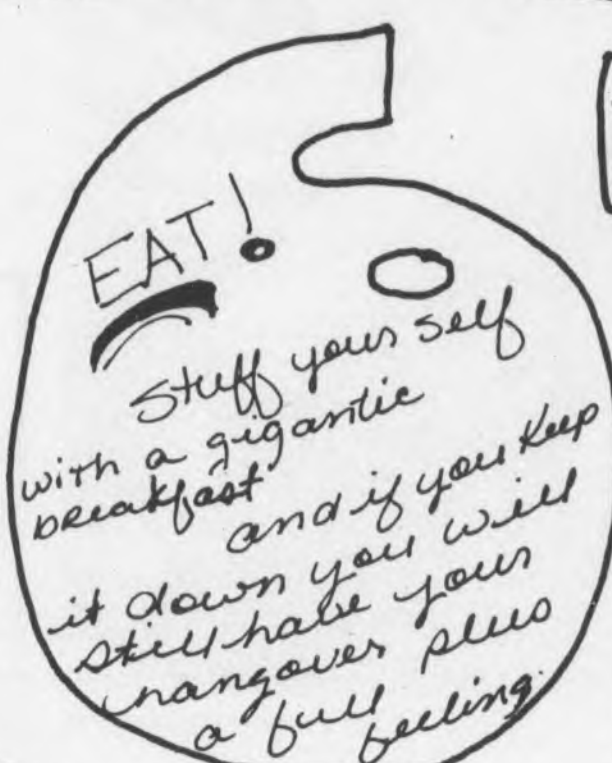 EAT!
Stuff your self
with a gigantic
breakfast
and if you keep
it down you will
still have your
hangover plus
a full
feeling.